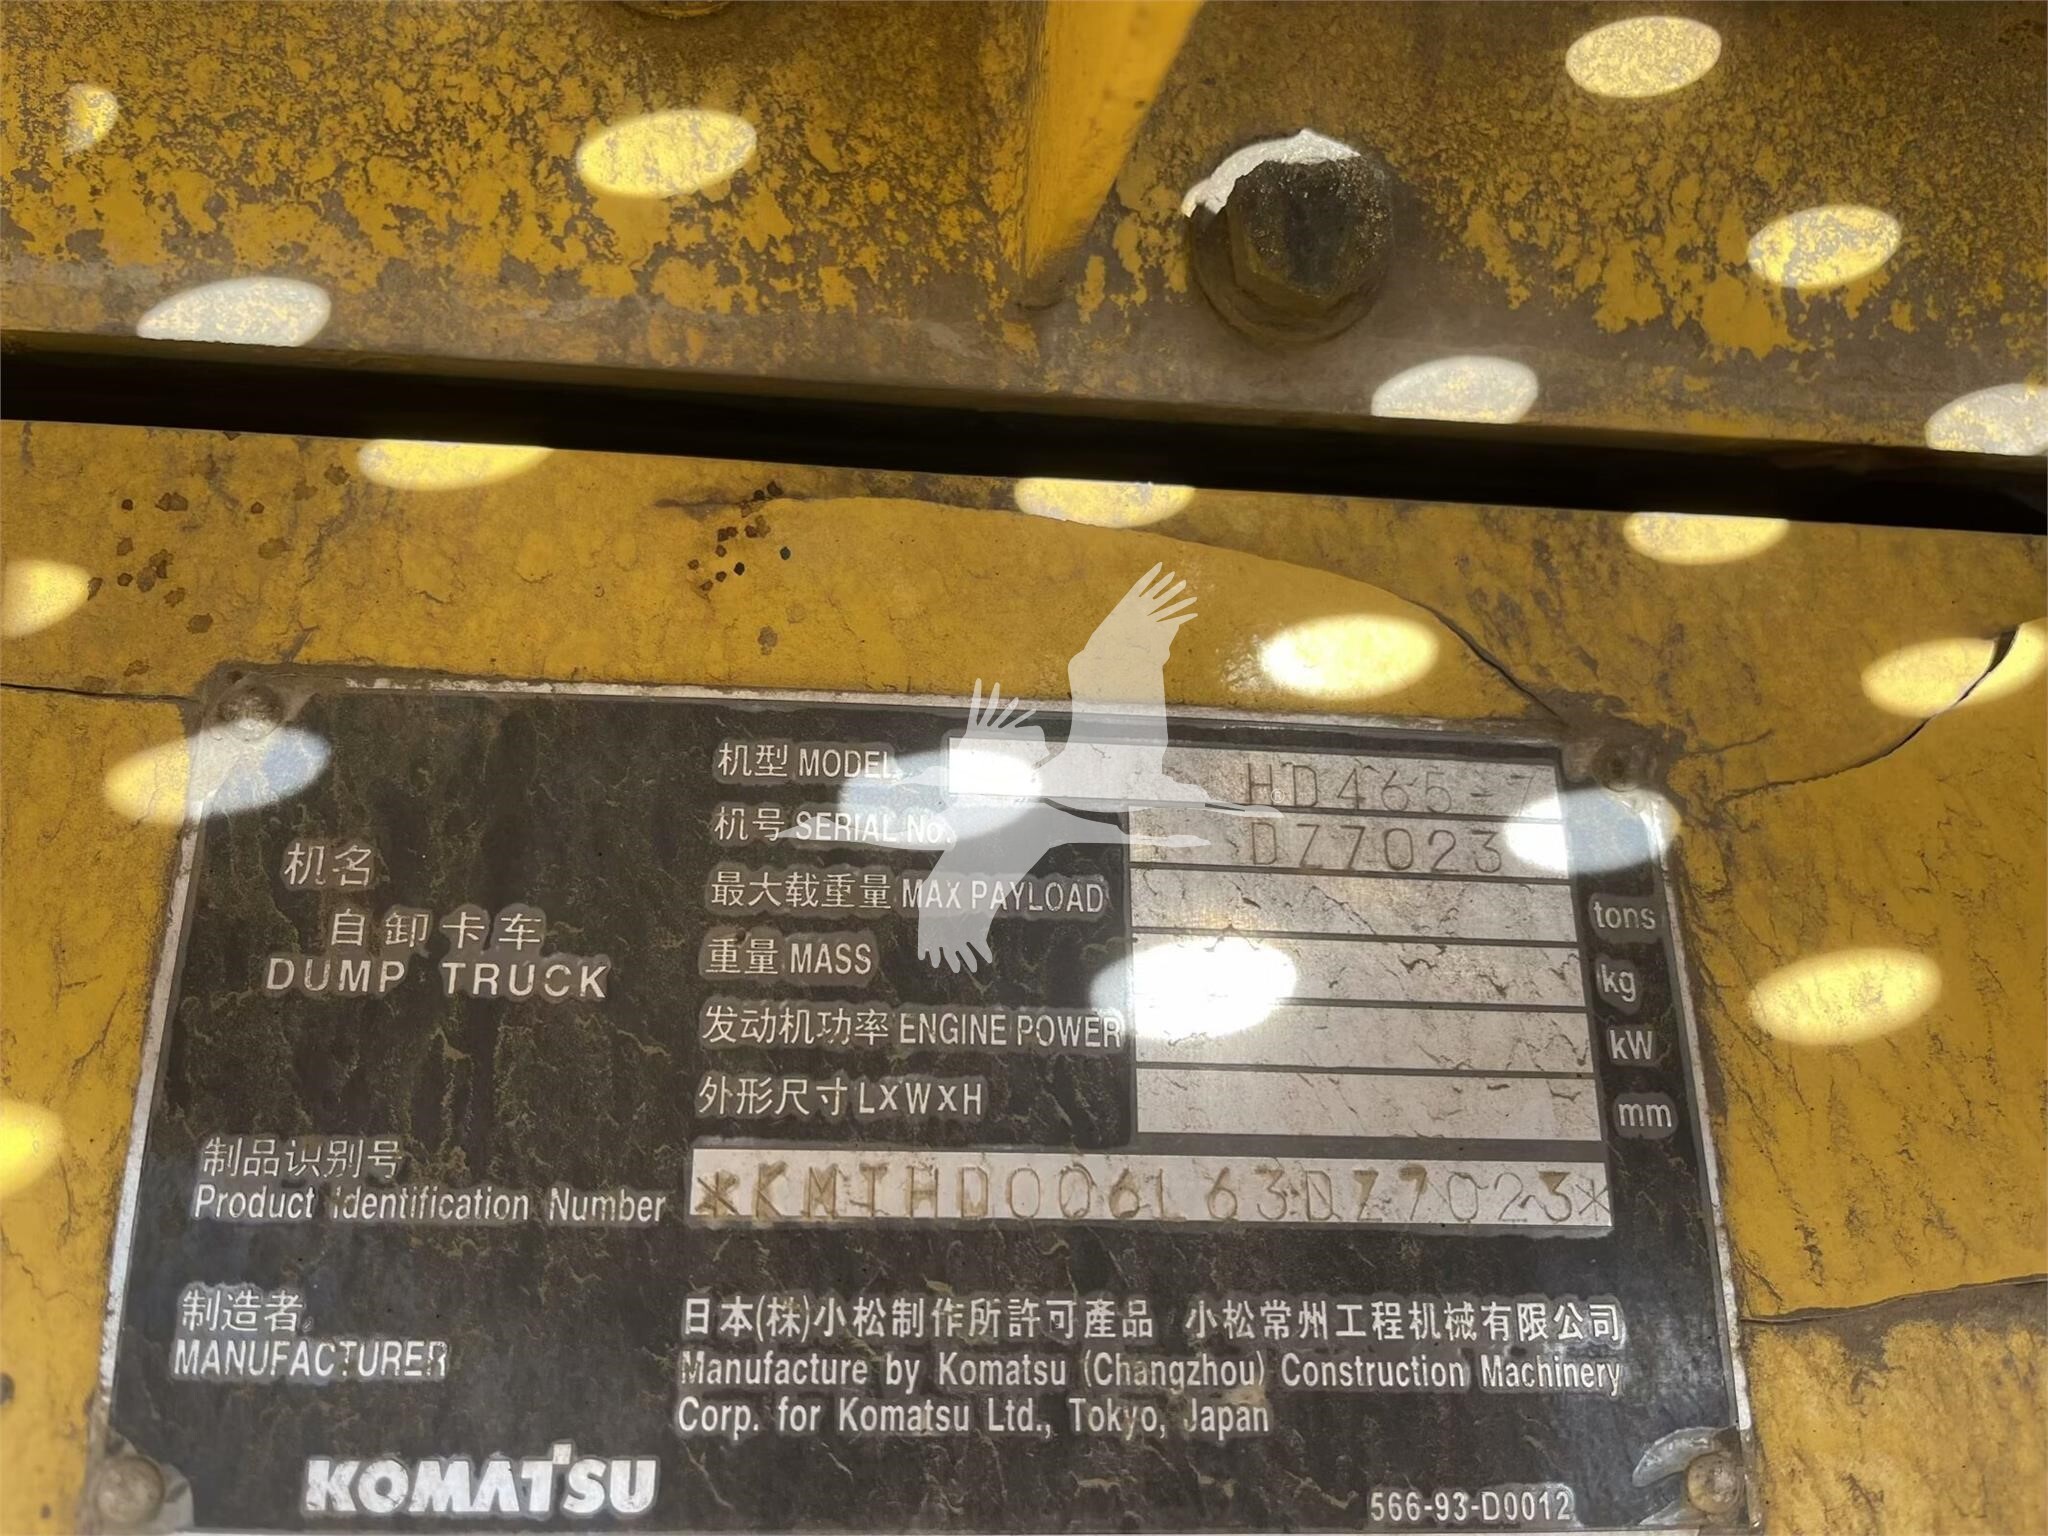 机型 MODEL HD465-7
机号 SERIAL No. DZ7023
最大载重量 MAX PAYLOAD tons
重量 MASS kg
发动机功率 ENGINE POWER kW
外形尺寸 LXWXH mm
机名
自卸卡车
DUMP TRUCK
制品识别号
Product Identification Number *KMTHD006L63DZ7023*
制造者
MANUFACTURER
日本(株)小松制作所許可產品 小松常州工程机械有限公司
Manufacture by Komatsu (Changzhou) Construction Machinery
Corp. for Komatsu Ltd., Tokyo, Japan
KOMATSU
566-93-D0012